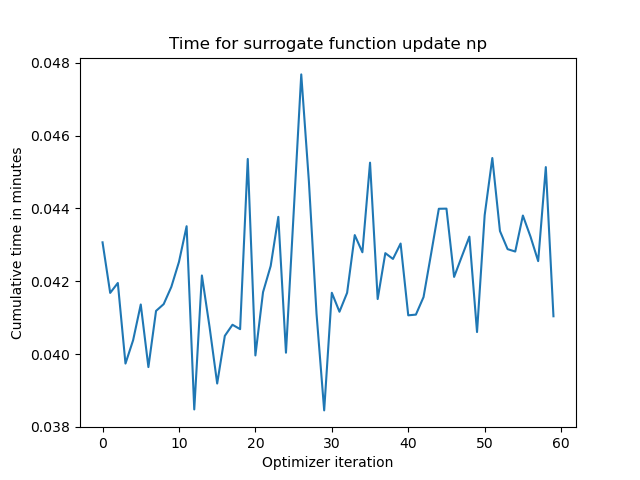 Time for surrogate function update np
0.048
0.046
0.044
0.042
0.040
0.038
Cumulative time in minutes
0 10 20 30 40 50 60
Optimizer iteration